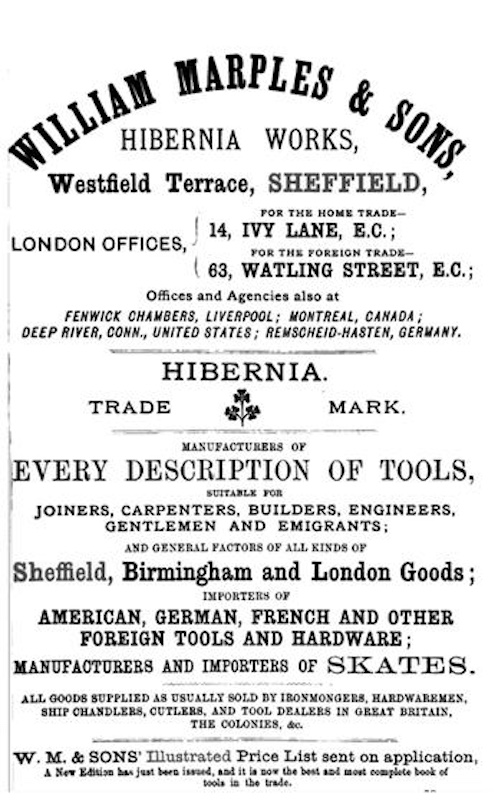 WILLIAM MARPLES & SONS,
HIBERNIA WORKS,
Westfield Terrace, SHEFFIELD,
LONDON OFFICES,
FOR THE HOME TRADE—
14, IVY LANE, E.C.;
FOR THE FOREIGN TRADE—
63, WATLING STREET, E.C.;
Offices and Agencies also at
FENWICK CHAMBERS, LIVERPOOL; MONTREAL, CANADA;
DEEP RIVER, CONN., UNITED STATES; REMSCHEID-HASTEN, GERMANY.
HIBERNIA.
TRADE MARK.
MANUFACTURERS OF
EVERY DESCRIPTION OF TOOLS,
SUITABLE FOR
JOINERS, CARPENTERS, BUILDERS, ENGINEERS,
GENTLEMEN AND EMIGRANTS;
AND GENERAL FACTORS OF ALL KINDS OF
Sheffield, Birmingham and London Goods;
IMPORTERS OF
AMERICAN, GERMAN, FRENCH AND OTHER
FOREIGN TOOLS AND HARDWARE;
MANUFACTURERS AND IMPORTERS OF SKATES.
ALL GOODS SUPPLIED AS USUALLY SOLD BY IRONMONGERS, HARDWAREMEN,
SHIP CHANDLERS, CUTLERS, AND TOOL DEALERS IN GREAT BRITAIN,
THE COLONIES, &c.
W. M. & SONS' Illustrated Price List sent on application,
A New Edition has just been issued, and it is now the best and most complete book of
tools in the trade.